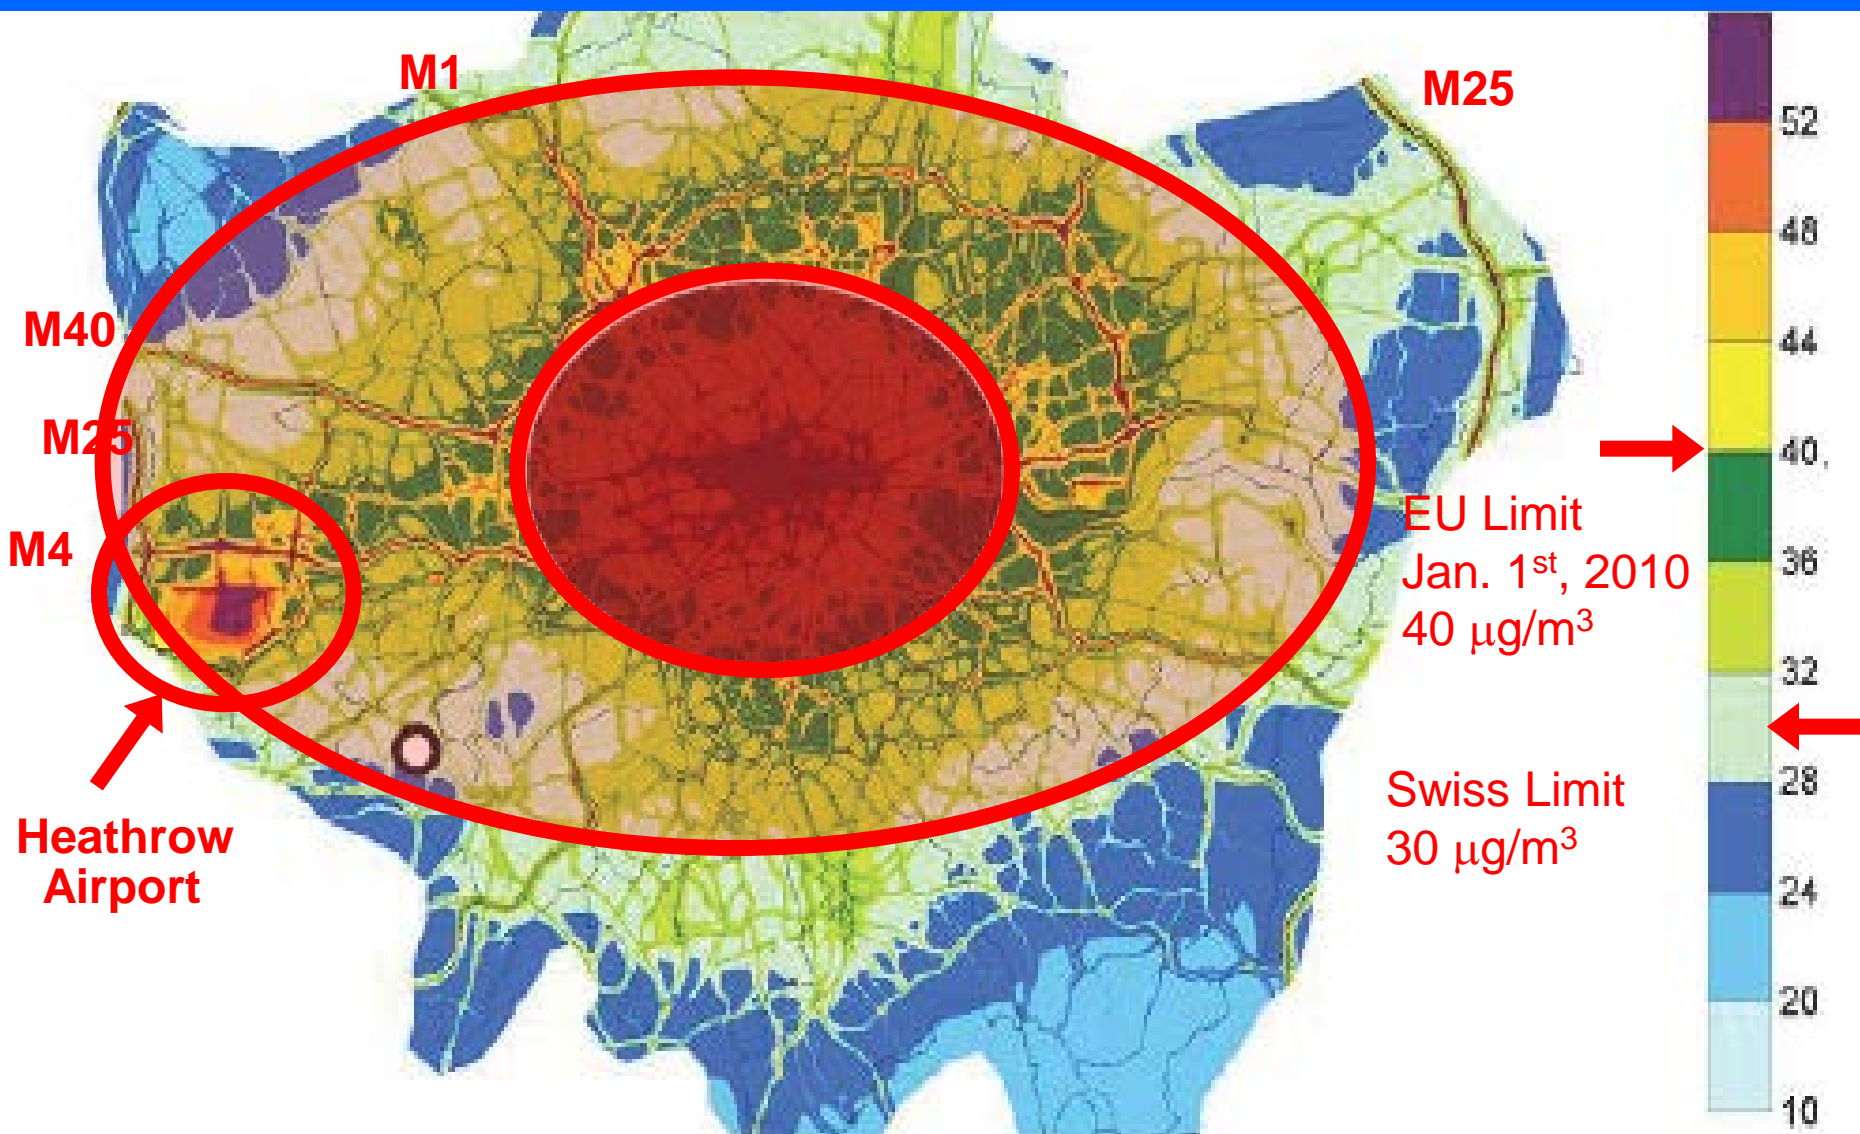 M1
M25
M40
M25
M4
Heathrow
Airport
EU Limit
Jan. 1st, 2010
40 μg/m3
Swiss Limit
30 μg/m3
52
48
44
40,
36
32
28
24
20
10